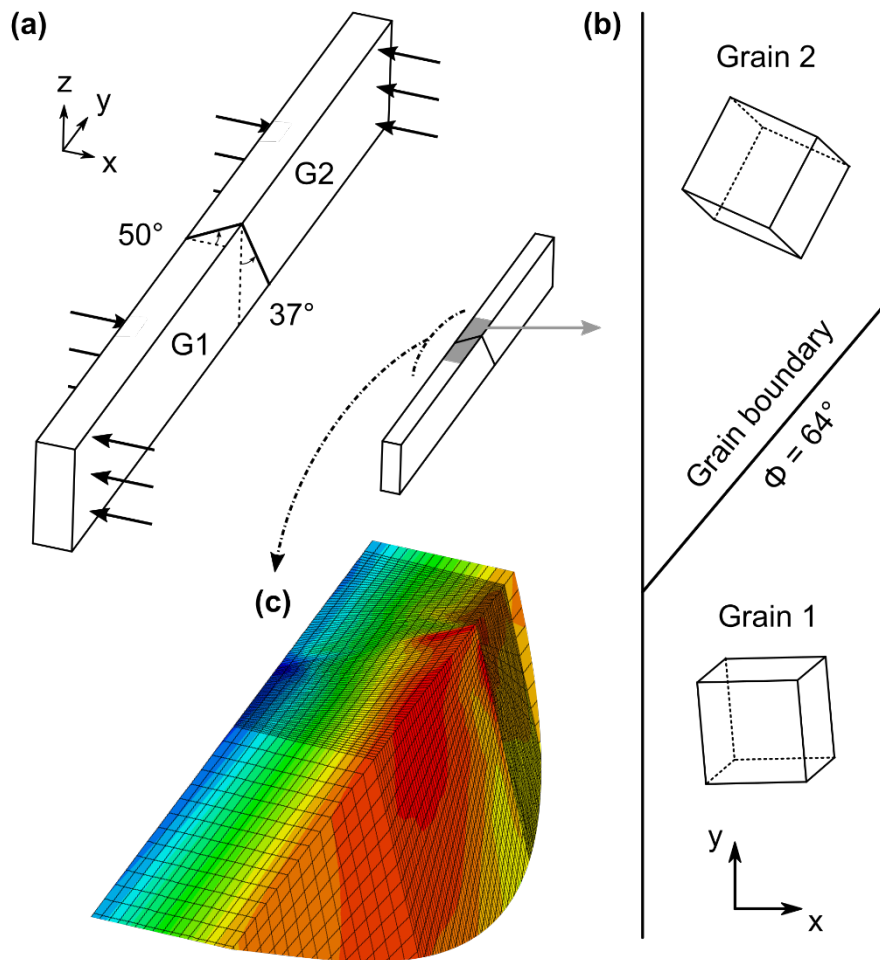 (a)
z
y
x
50°
G1
G2
37°
(b)
Grain 2
Grain boundary
Φ = 64°
Grain 1
y
x
(c)